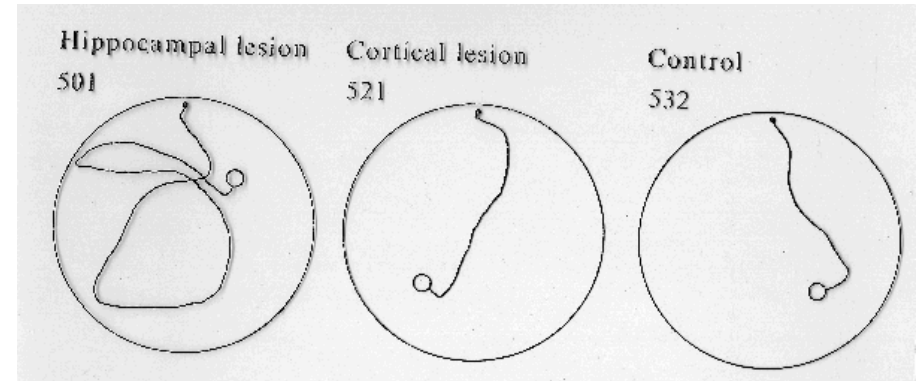 Hippocampal lesion
501
Cortical lesion
521
Control
532